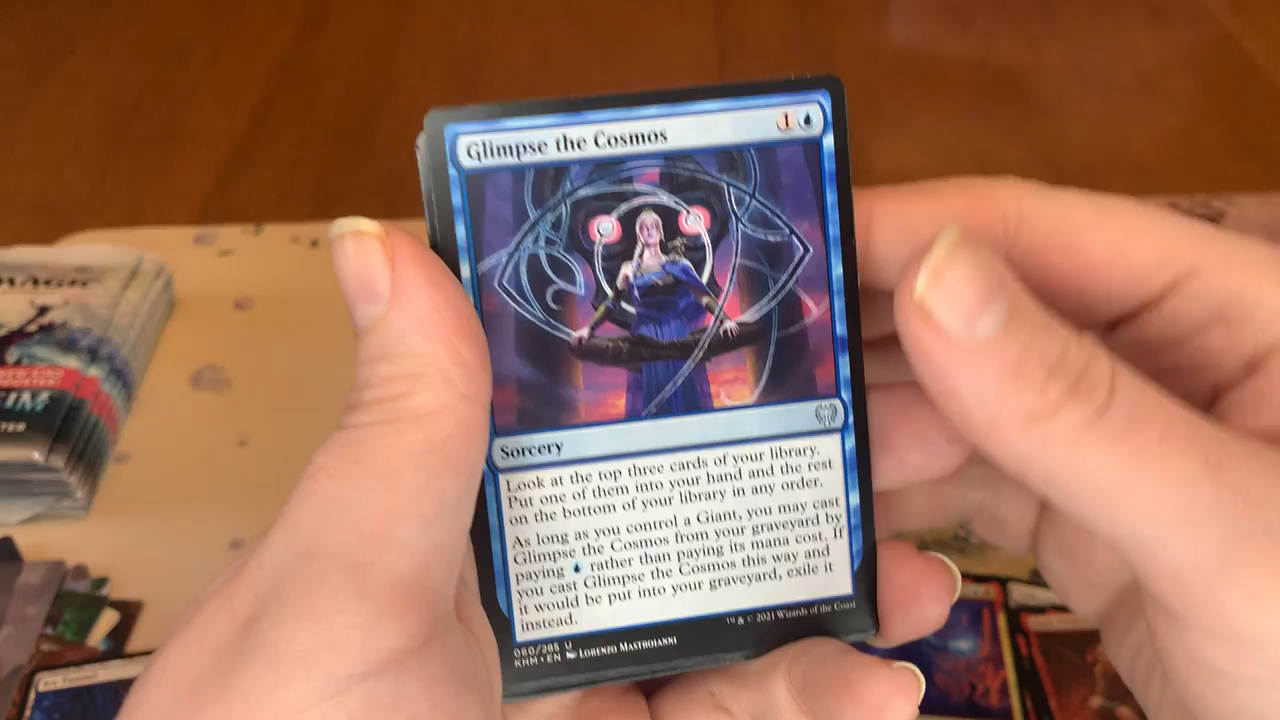 Glimpse the Cosmos
1
Sorcery
Look at the top three cards of your library.
Put one of them into your hand and the rest
on the bottom of your library in any order.
As long as you control a Giant, you may cast
Glimpse the Cosmos from your graveyard by
paying rather than paying its mana cost. If
you cast Glimpse the Cosmos this way and
it would be put into your graveyard, exile it
instead.
060/285 U
KHM • EN Lorenzo Mastroianni
™ & © 2021 Wizards of the Coast